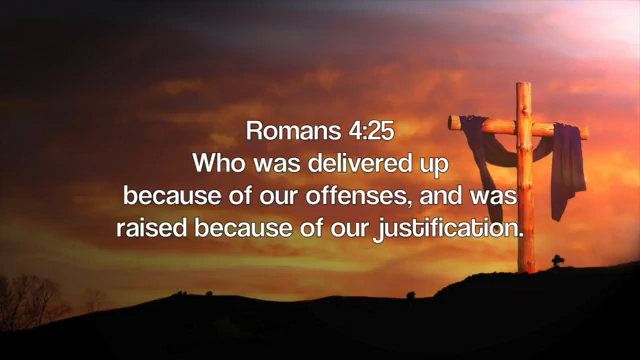 Romans 4:25
Who was delivered up
because of our offenses, and was
raised because of our justification.